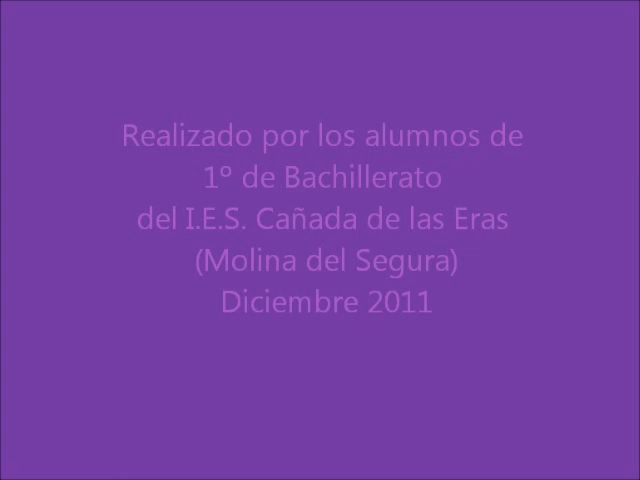 Realizado por los alumnos de
1º de Bachillerato
del I.E.S. Cañada de las Eras
(Molina del Segura)
Diciembre 2011